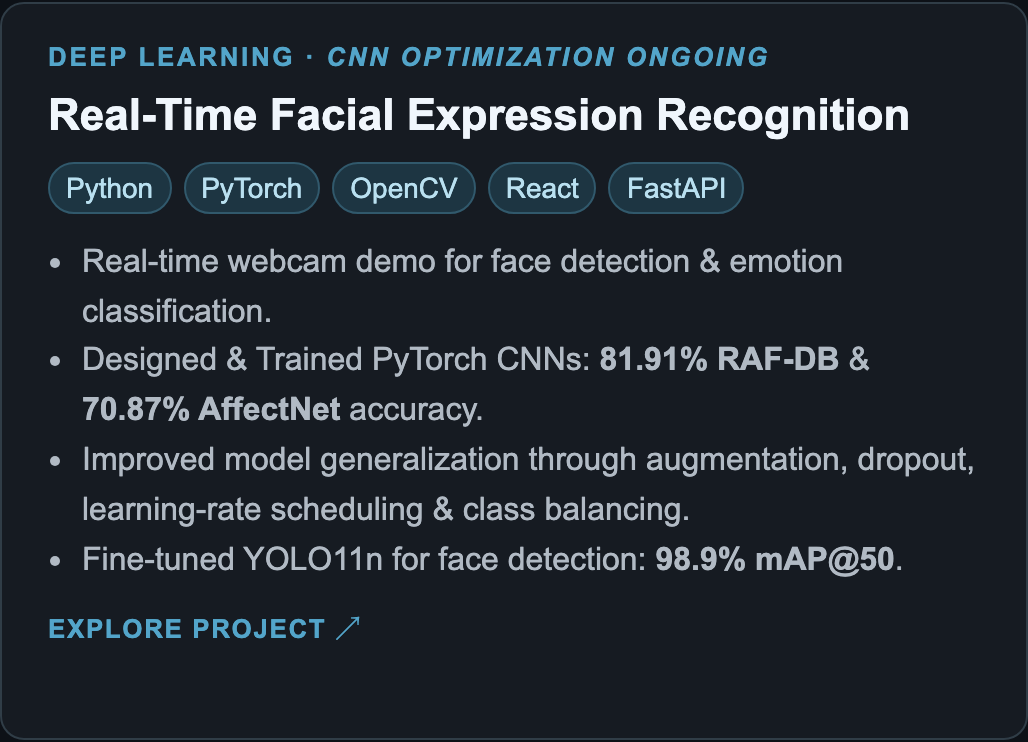 DEEP LEARNING · CNN OPTIMIZATION ONGOING
Real-Time Facial Expression Recognition
Python PyTorch OpenCV React FastAPI
• Real-time webcam demo for face detection & emotion
classification.
• Designed & Trained PyTorch CNNs: 81.91% RAF-DB &
70.87% AffectNet accuracy.
• Improved model generalization through augmentation, dropout,
learning-rate scheduling & class balancing.
• Fine-tuned YOLO11n for face detection: 98.9% mAP@50.
EXPLORE PROJECT ↗